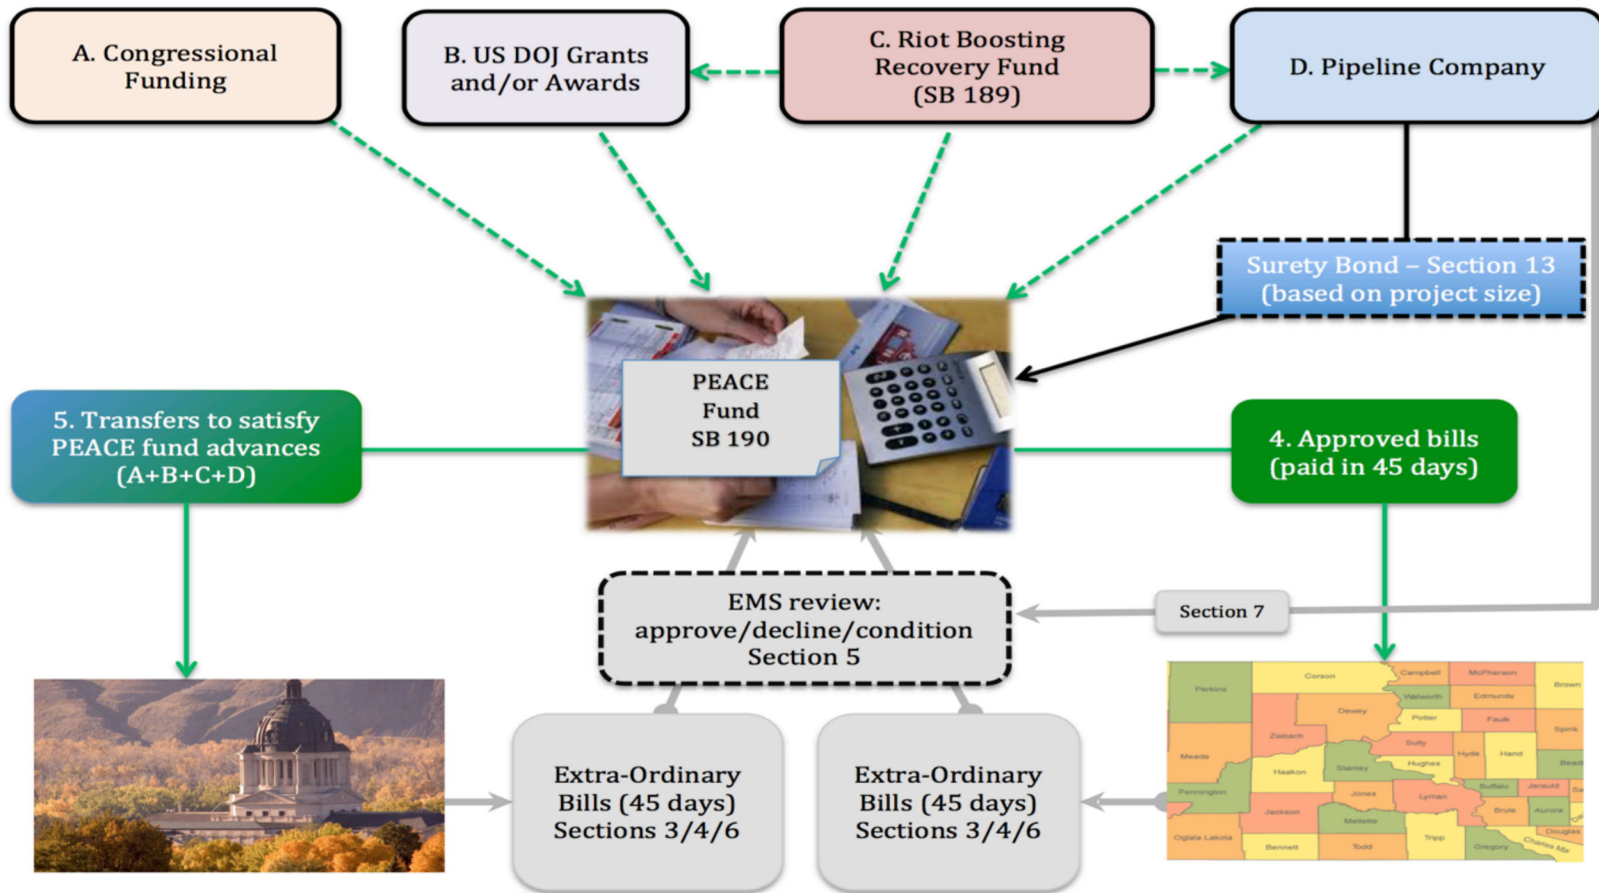 A. Congressional
Funding
B. US DOJ Grants
and/or Awards
C. Riot Boosting
Recovery Fund
(SB 189)
D. Pipeline Company
Surety Bond – Section 13
(based on project size)
PEACE
Fund
SB 190
5. Transfers to satisfy
PEACE fund advances
(A+B+C+D)
4. Approved bills
(paid in 45 days)
EMS review:
approve/decline/condition
Section 5
Section 7
Extra-Ordinary
Bills (45 days)
Sections 3/4/6
Extra-Ordinary
Bills (45 days)
Sections 3/4/6
Perkins
Corson
Campbell
McPherson
Brown
Walworth
Edmunds
Dewey
Potter
Faulk
Ziebach
Spink
Meade
Sully
Hyde
Hand
Haakon
Stanley
Hughes
Bead
Pennington
Buffalo
Jerauld
Sa
Jones
Lyman
Jackson
Brule
Aurora
Mellette
Oglala Lakota
Tripp
Douglas
Bennett
Todd
Gregory
Charles Mix